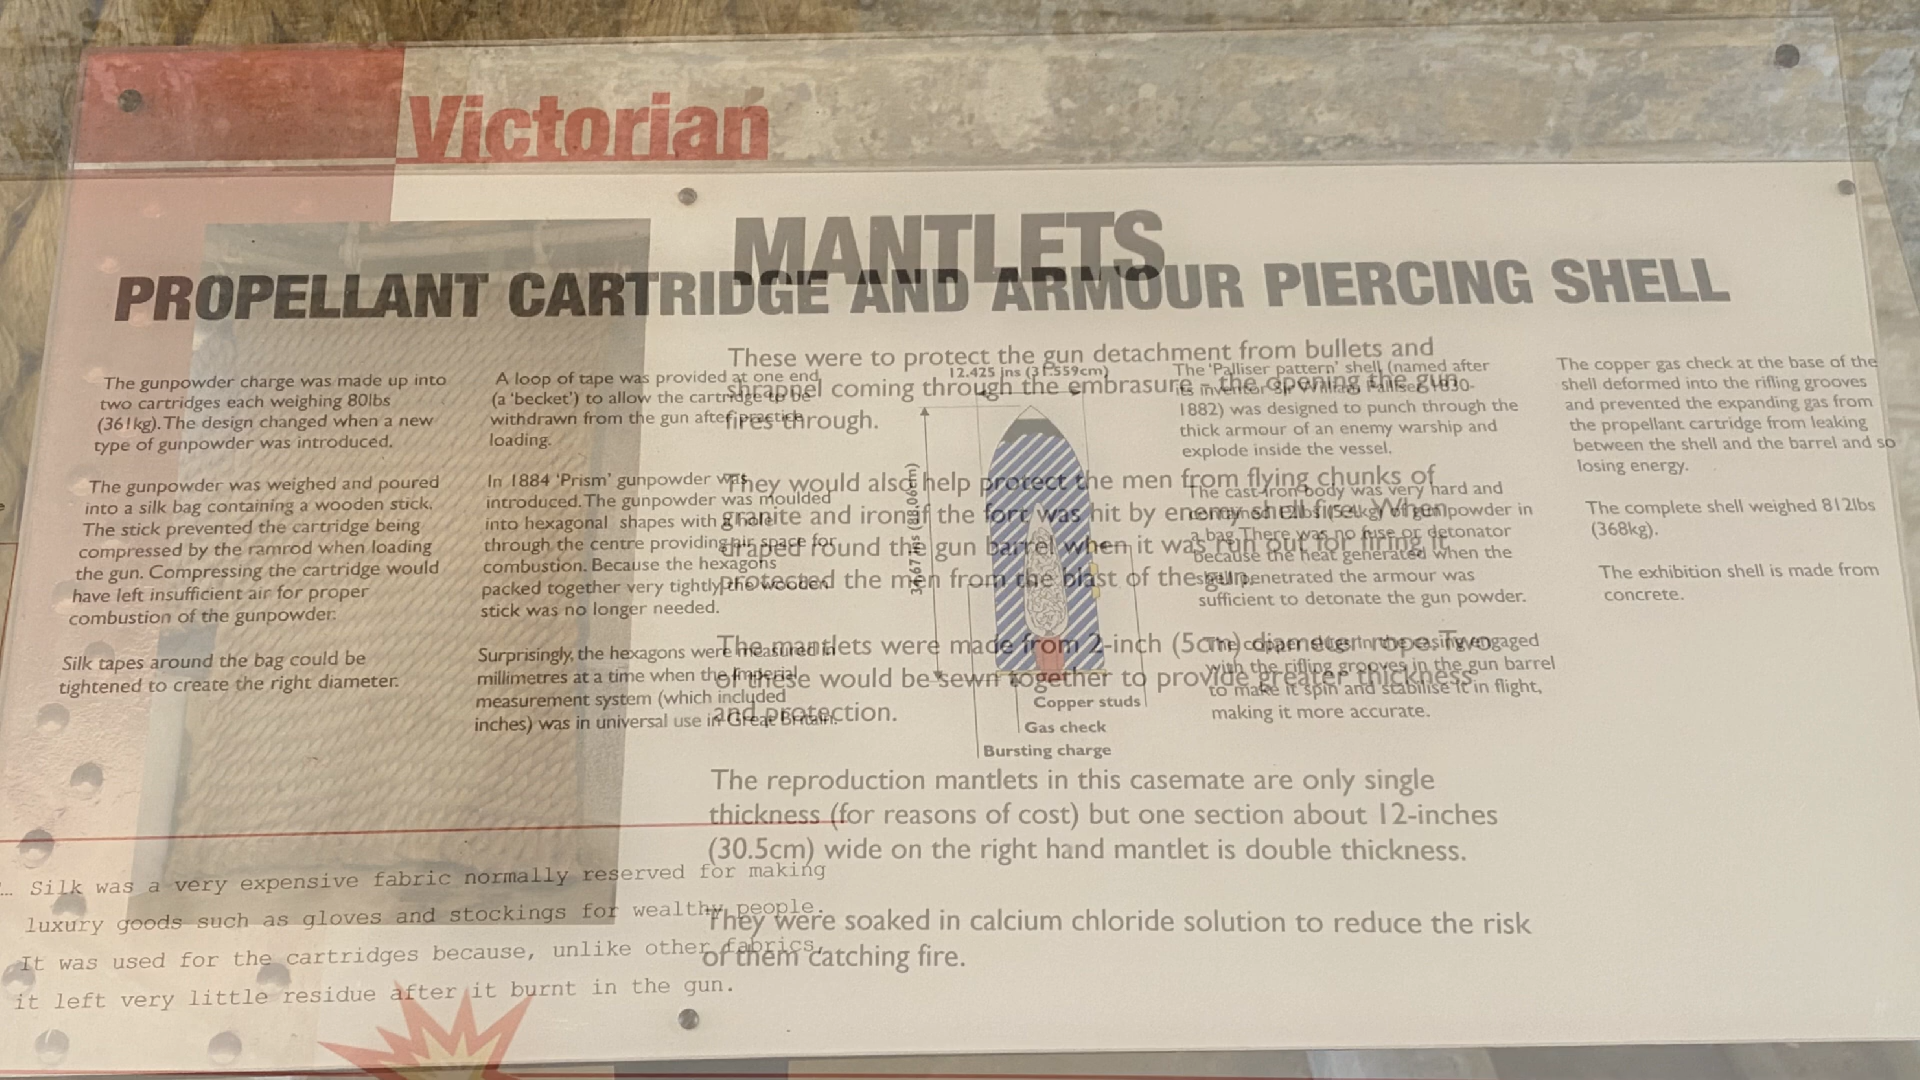 Victorian
MANTLETS
These were to protect the gun detachment from bullets and
shrapnel coming through the embrasure - the opening the gun
fires through.
They would also help protect the men from flying chunks of
granite and iron if the fort was hit by enemy shell fire. When
draped round the gun barrel when it was run out for firing it
protected the men from the blast of the gun.
The mantlets were made from 2-inch (5cm) diameter rope. Two
of these would be sewn together to provide greater thickness
and protection.
The reproduction mantlets in this casemate are only single
thickness (for reasons of cost) but one section about 12-inches
(30.5cm) wide on the right hand mantlet is double thickness.
They were soaked in calcium chloride solution to reduce the risk
of them catching fire.
PROPELLANT CARTRIDGE AND ARMOUR PIERCING SHELL
The gunpowder charge was made up into
two cartridges each weighing 80lbs
(361kg). The design changed when a new
type of gunpowder was introduced.
The gunpowder was weighed and poured
into a silk bag containing a wooden stick.
The stick prevented the cartridge being
compressed by the ramrod when loading
the gun. Compressing the cartridge would
have left insufficient air for proper
combustion of the gunpowder.
Silk tapes around the bag could be
tightened to create the right diameter.
A loop of tape was provided at one end
(a 'becket') to allow the cartridge to be
withdrawn from the gun after practice
loading.
In 1884 'Prism' gunpowder was
introduced. The gunpowder was moulded
into hexagonal shapes with a hole
through the centre providing air space for
combustion. Because the hexagons
packed together very tightly the wooden
stick was no longer needed.
Surprisingly, the hexagons were measured in
millimetres at a time when the Imperial
measurement system (which included
inches) was in universal use in Great Britain.
12.425 ins (31.559cm)
Copper studs
Gas check
Bursting charge
The 'Palliser pattern' shell (named after
its inventor Sir William Palliser 1830-
1882) was designed to punch through the
thick armour of an enemy warship and
explode inside the vessel.
The cast-iron body was very hard and
gunpowder in
a bag. There was no fuse or detonator
because the heat generated when the
shell penetrated the armour was
sufficient to detonate the gun powder.
The copper studs in the casing engaged
with the rifling grooves in the gun barrel
to make it spin and stabilise it in flight,
making it more accurate.
The copper gas check at the base of the
shell deformed into the rifling grooves
and prevented the expanding gas from
the propellant cartridge from leaking
between the shell and the barrel and so
losing energy.
The complete shell weighed 812lbs
(368kg).
The exhibition shell is made from
concrete.
... Silk was a very expensive fabric normally reserved for making
luxury goods such as gloves and stockings for wealthy people.
It was used for the cartridges because, unlike other fabrics,
it left very little residue after it burnt in the gun.